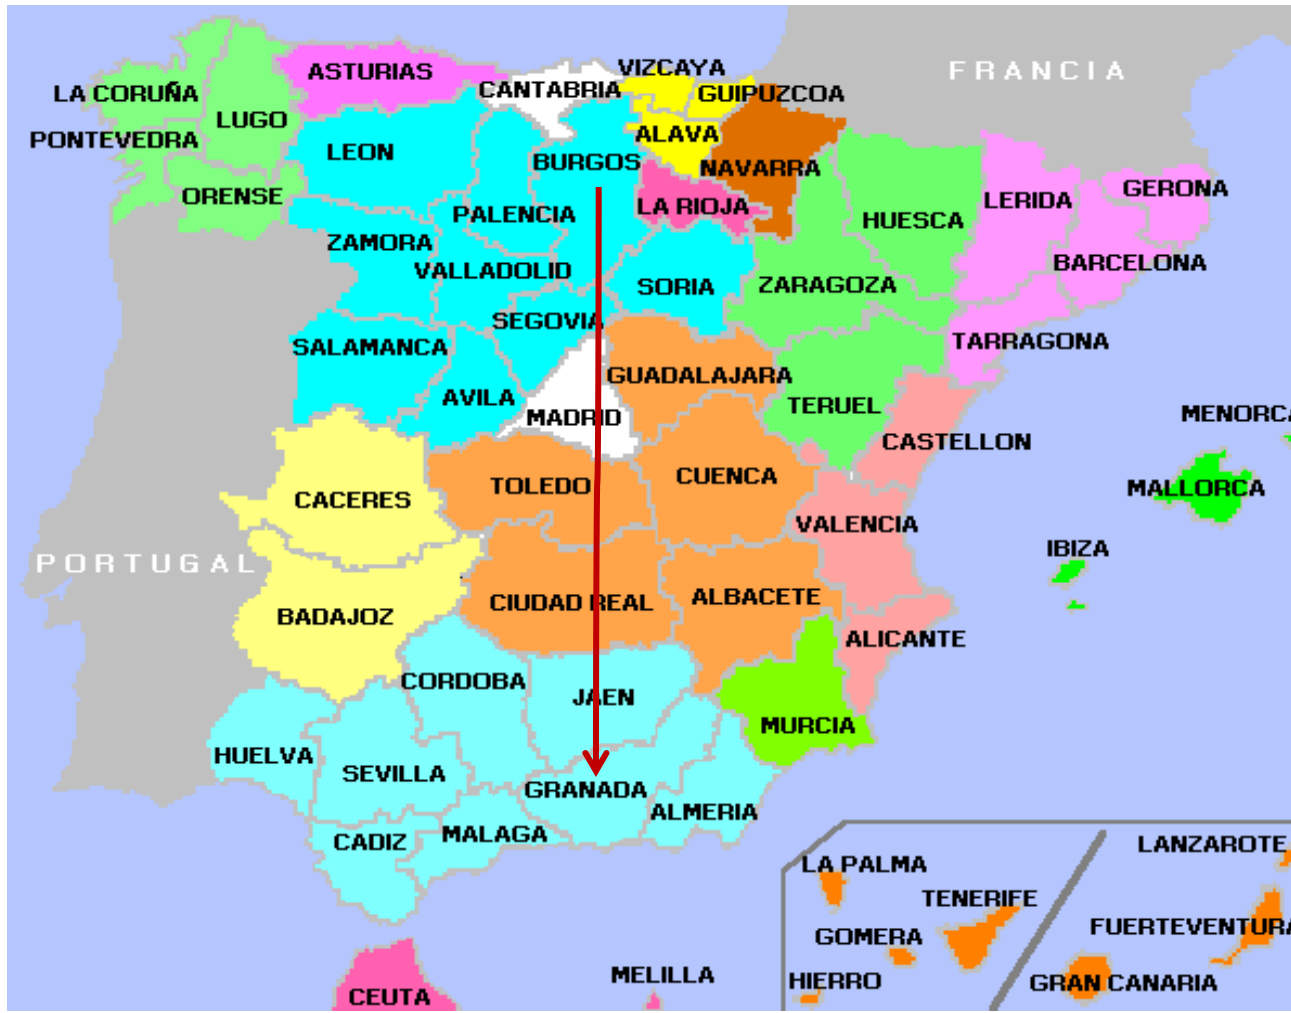 VIZCAYA
ASTURIAS
FRANCIA
CANTABRIA
GUIPUZCOA
LA CORUÑA
LUGO
ALAVA
PONTEVEDRA
LEON
BURGOS
NAVARRA
GERONA
ORENSE
LERIDA
LA RIOJA
PALENCIA
HUESCA
ZAMORA
BARCELONA
VALLADOLID
SORIA
ZARAGOZA
SEGOVIA
TARRAGONA
SALAMANCA
GUADALAJARA
AVILA
TERUEL
MENORCA
MADRID
CASTELLON
CUENCA
TOLEDO
MALLORCA
CACERES
VALENCIA
IBIZA
PORTUGAL
ALBACETE
CIUDAD REAL
BADAJOZ
ALICANTE
CORDOBA
JAEN
MURCIA
HUELVA
SEVILLA
GRANADA
ALMERIA
MALAGA
CADIZ
LANZAROTE
LA PALMA
TENERIFE
FUERTEVENTURA
GOMERA
MELILLA
HIERRO
GRAN CANARIA
CEUTA